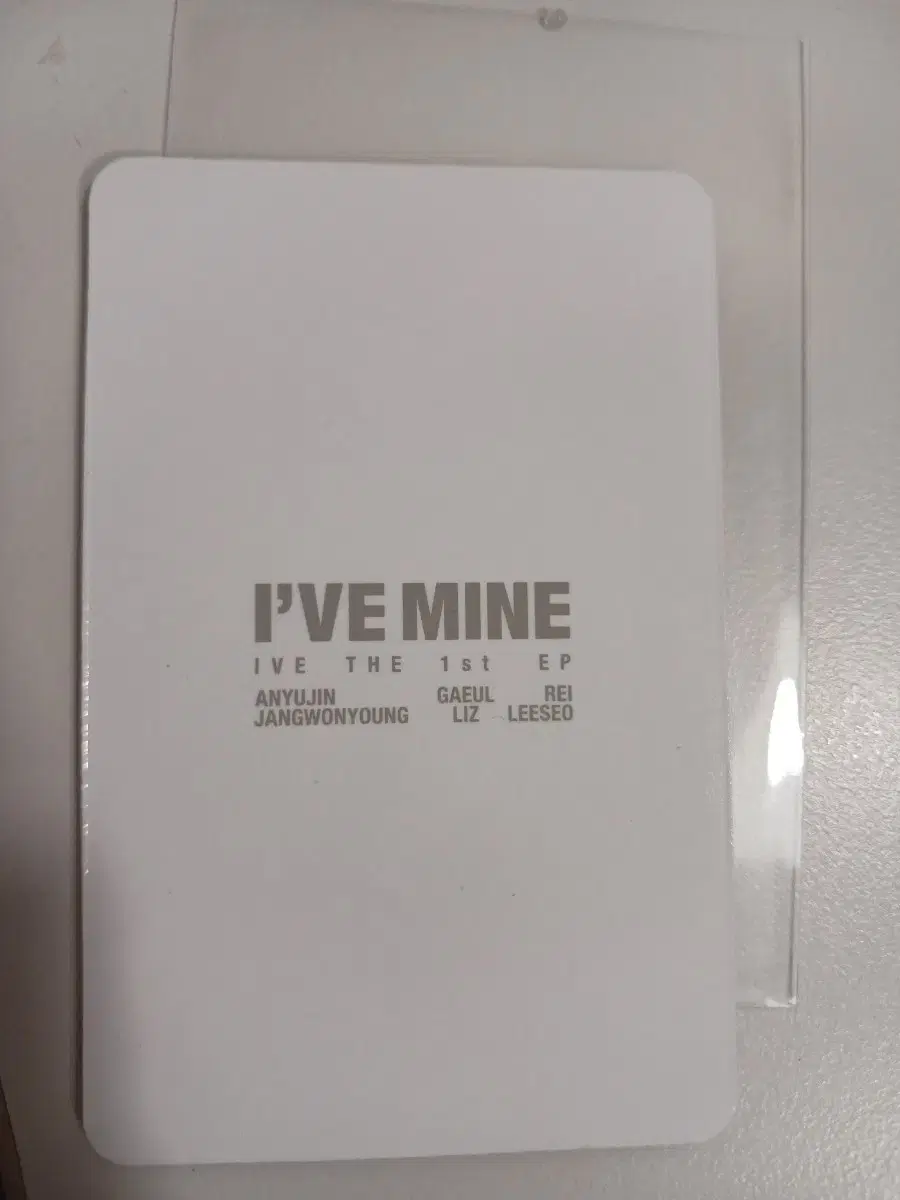 I'VE MINE
IVE THE 1st EP
ANYUJIN GAEUL REI
JANGWONYOUNG LIZ LEESEO